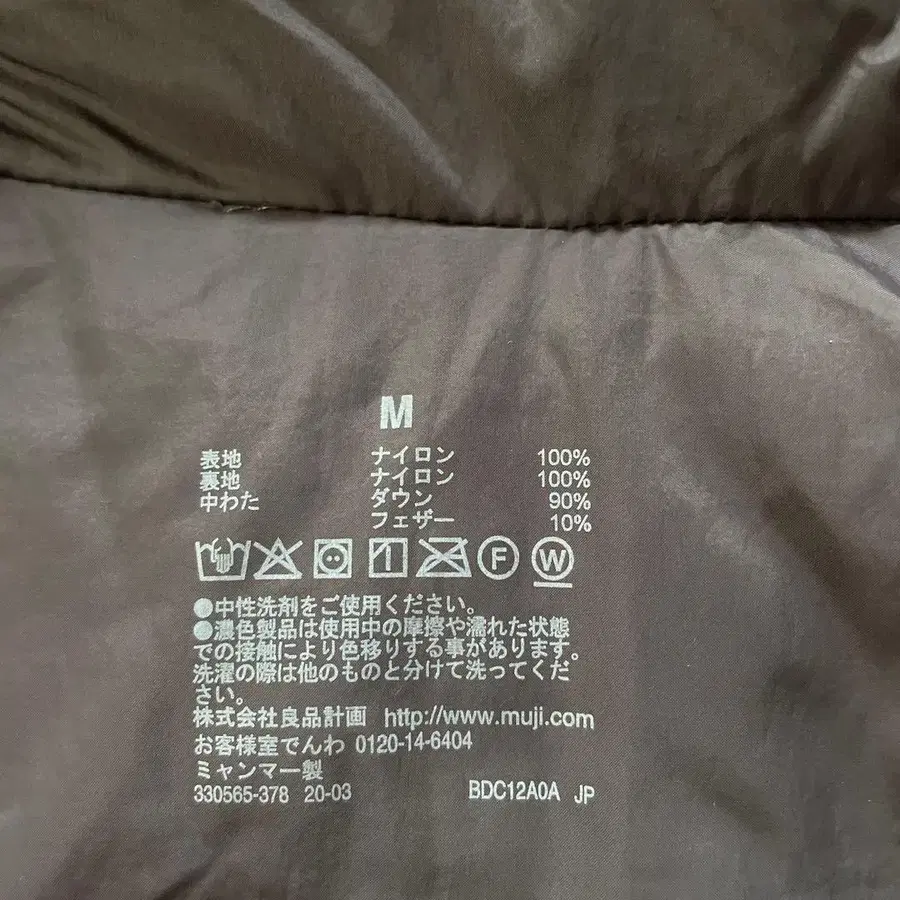 M
表地 ナイロン 100%
裏地 ナイロン 100%
中わた ダウン 90%
フェザー 10%
F W
●中性洗剤をご使用ください。
●濃色製品は使用中の摩擦や濡れた状態
での接触により色移りする事があります。
洗濯の際は他のものと分けて洗ってくだ
さい。
株式会社良品計画 http://www.muji.com
お客様室でんわ 0120-14-6404
ミャンマー製
330565-378 20-03 BDC12A0A JP